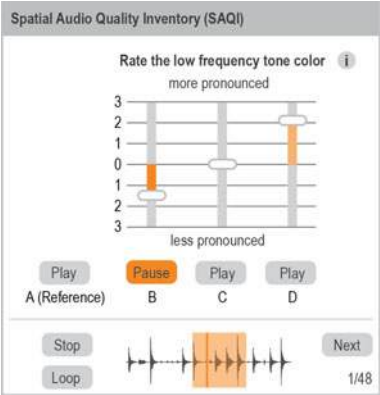 Spatial Audio Quality Inventory (SAQI)
Rate the low frequency tone color i
more pronounced
3
2
1
0
1
2
3
less pronounced
Play Pause Play Play
A (Reference) B C D
Stop
Next
Loop
1/48